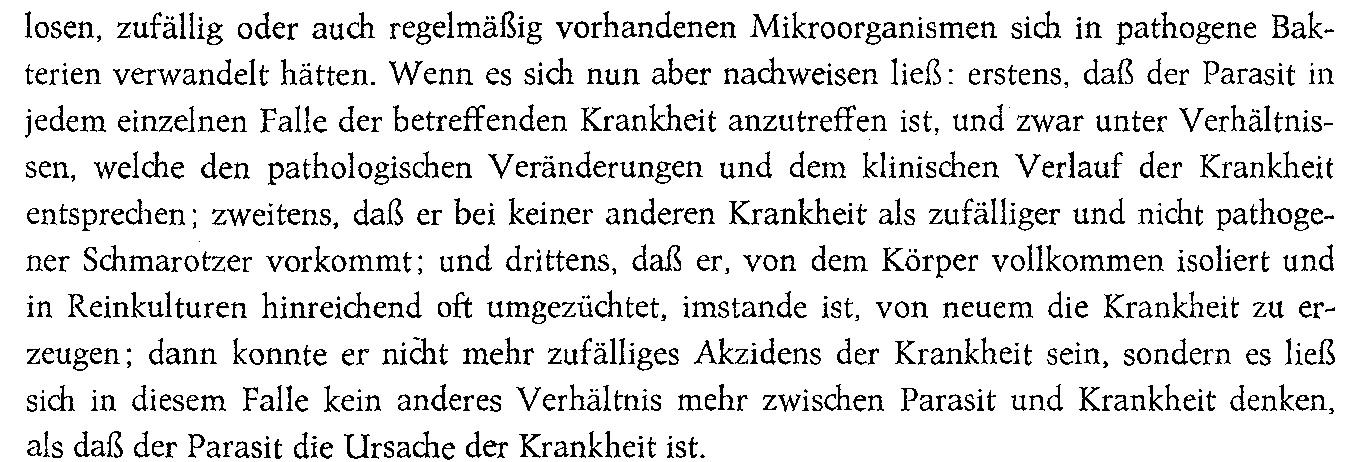 losen, zufällig oder auch regelmäßig vorhandenen Mikroorganismen sich in pathogene Bak-
terien verwandelt hätten. Wenn es sich nun aber nachweisen ließ: erstens, daß der Parasit in
jedem einzelnen Falle der betreffenden Krankheit anzutreffen ist, und zwar unter Verhältnis-
sen, welche den pathologischen Veränderungen und dem klinischen Verlauf der Krankheit
entsprechen; zweitens, daß er bei keiner anderen Krankheit als zufälliger und nicht pathoge-
ner Schmarotzer vorkommt; und drittens, daß er, von dem Körper vollkommen isoliert und
in Reinkulturen hinreichend oft umgezüchtet, imstande ist, von neuem die Krankheit zu er-
zeugen; dann konnte er nicht mehr zufälliges Akzidens der Krankheit sein, sondern es ließ
sich in diesem Falle kein anderes Verhältnis mehr zwischen Parasit und Krankheit denken,
als daß der Parasit die Ursache der Krankheit ist.